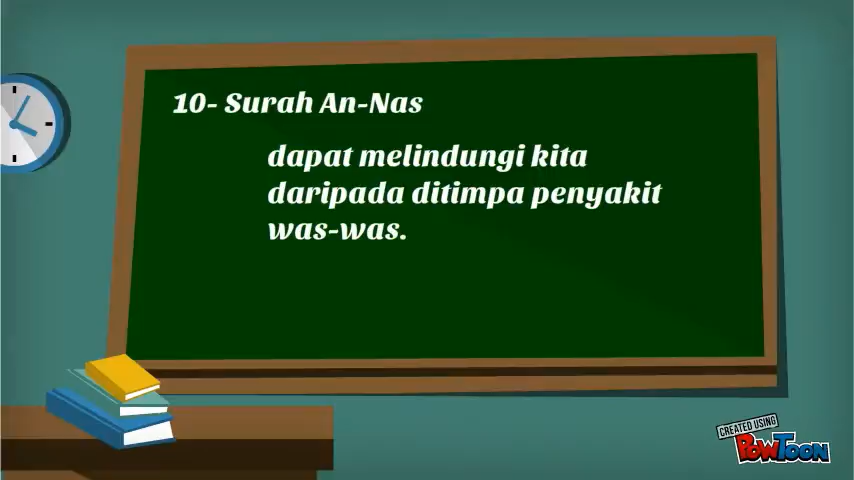 10- Surah An-Nas
dapat melindungi kita
daripada ditimpa penyakit
was-was.
CREATED USING
POWTOON